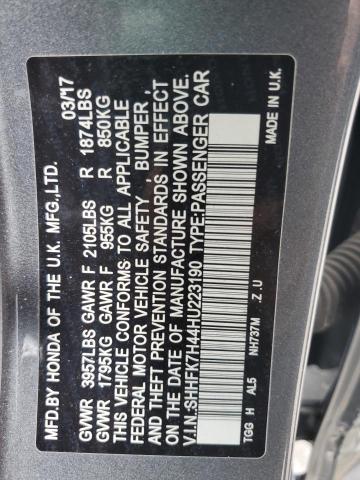 MFD.BY HONDA OF THE U.K. MFG.,LTD. 03/17
GVWR 3957LBS GAWR F 2105LBS R 1874LBS
GVWR 1795KG GAWR F 955KG R 850KG
THIS VEHICLE CONFORMS TO ALL APPLICABLE
FEDERAL MOTOR VEHICLE SAFETY, BUMPER,
AND THEFT PREVENTION STANDARDS IN EFFECT
ON THE DATE OF MANUFACTURE SHOWN ABOVE.
V.I.N.:SHHFK7H44HU223190 TYPE:PASSENGER CAR
NH737M .Z .U MADE IN U.K.
TGG H AL5